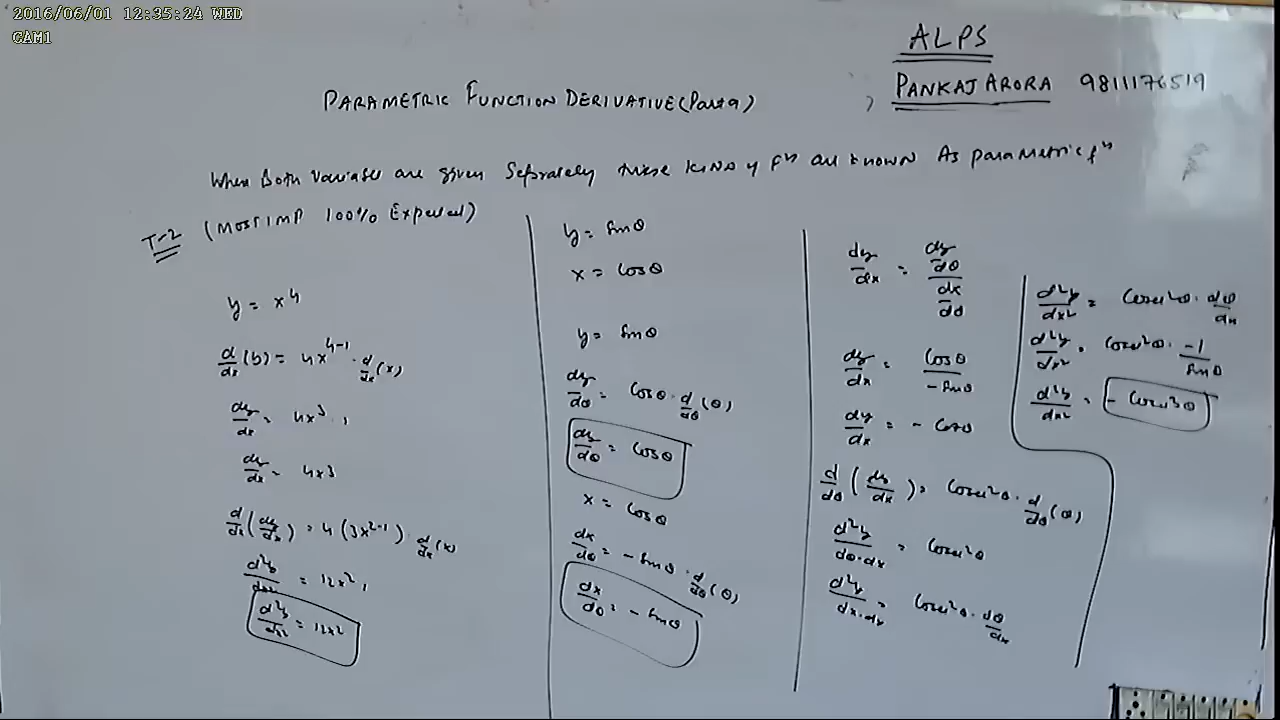 2016/06/01 12:35:24 WED
CAM1
ALPS
PANKAJ ARORA 9811176519
PARAMETRIC FUNCTION DERIVATIVE (Part 9)
When Both variables are given Seprately these kind of fⁿ are known As parametric fⁿ
T-2 (MOST IMP 100% Expected)
y = x⁴
d/dx (y) = 4x⁴⁻¹ · d/dx (x)
dy/dx = 4x³ · 1
dy/dx = 4x³
d/dx (dy/dx) = 4(3x²⁻¹) · d/dx (x)
d²y/dx² = 12x² 1
d²y/dx² = 12x²
y = sinθ
x = cosθ
y = sinθ
dy/dθ = cosθ · d/dθ (θ)
dy/dθ = cosθ
x = cosθ
dx/dθ = - sinθ · d/dθ (θ)
dx/dθ = - sinθ
dy/dx = dy/dθ / dx/dθ
dy/dx = cosθ / - sinθ
dy/dx = - cotθ
d/dθ (dy/dx) = cosec²θ · d/dθ (θ)
d²y/dθ·dx = cosec²θ
d²y/dx·dx = cosec²θ · dθ/dx
d²y/dx² = cosec²θ · dθ/dx
d²y/dx² = cosec²θ · -1/sinθ
d²y/dx² = - cosec³θ